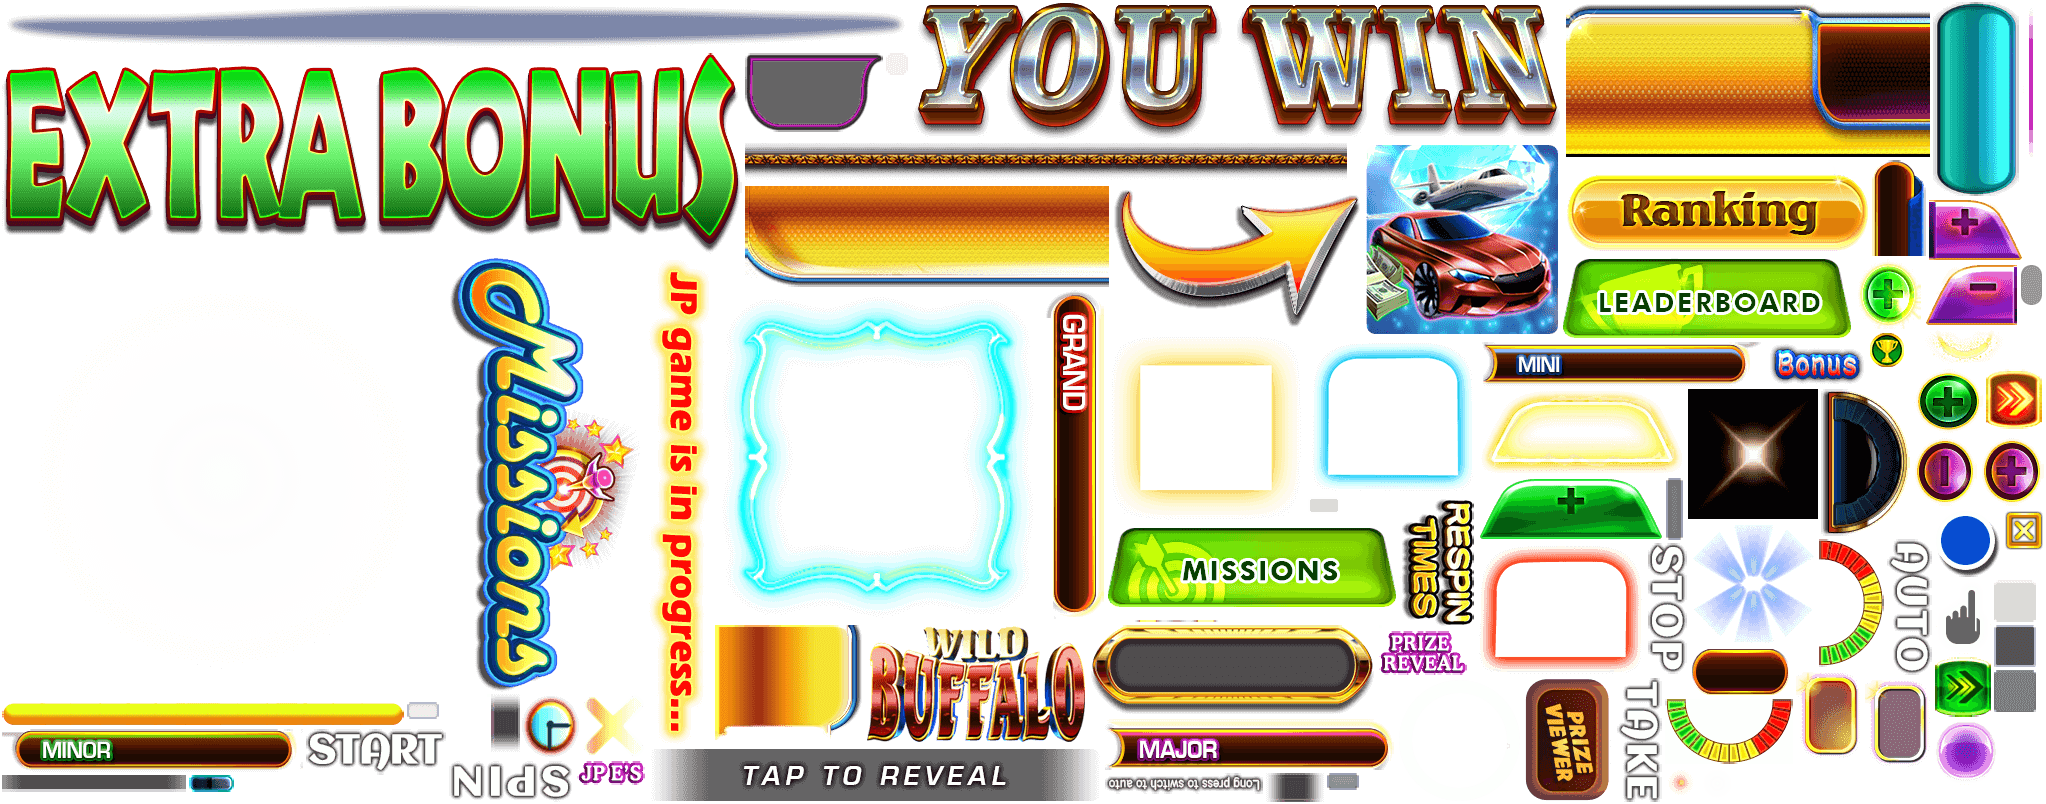 YOU WIN
EXTRA BONUS
Ranking
LEADERBOARD
Missions
JP game is in progress...
GRAND
MINI
Bonus
MISSIONS
RESPIN
TIMES
STOP
AUTO
WILD
BUFFALO
PRIZE
REVEAL
PRIZE
VIEWER
TAKE
MINOR
START
MAJOR
SPIN
JP E'S
TAP TO REVEAL
Long press to switch to auto